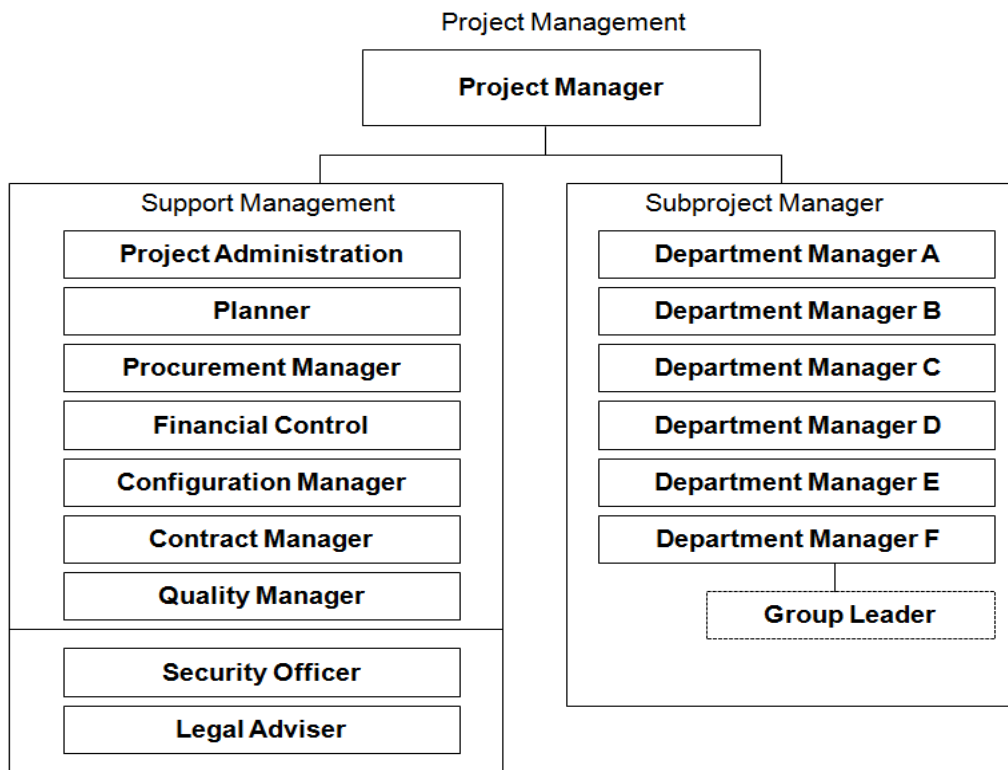 Project Management
Project Manager
Support Management
Project Administration
Planner
Procurement Manager
Financial Control
Configuration Manager
Contract Manager
Quality Manager
Security Officer
Legal Adviser
Subproject Manager
Department Manager A
Department Manager B
Department Manager C
Department Manager D
Department Manager E
Department Manager F
Group Leader